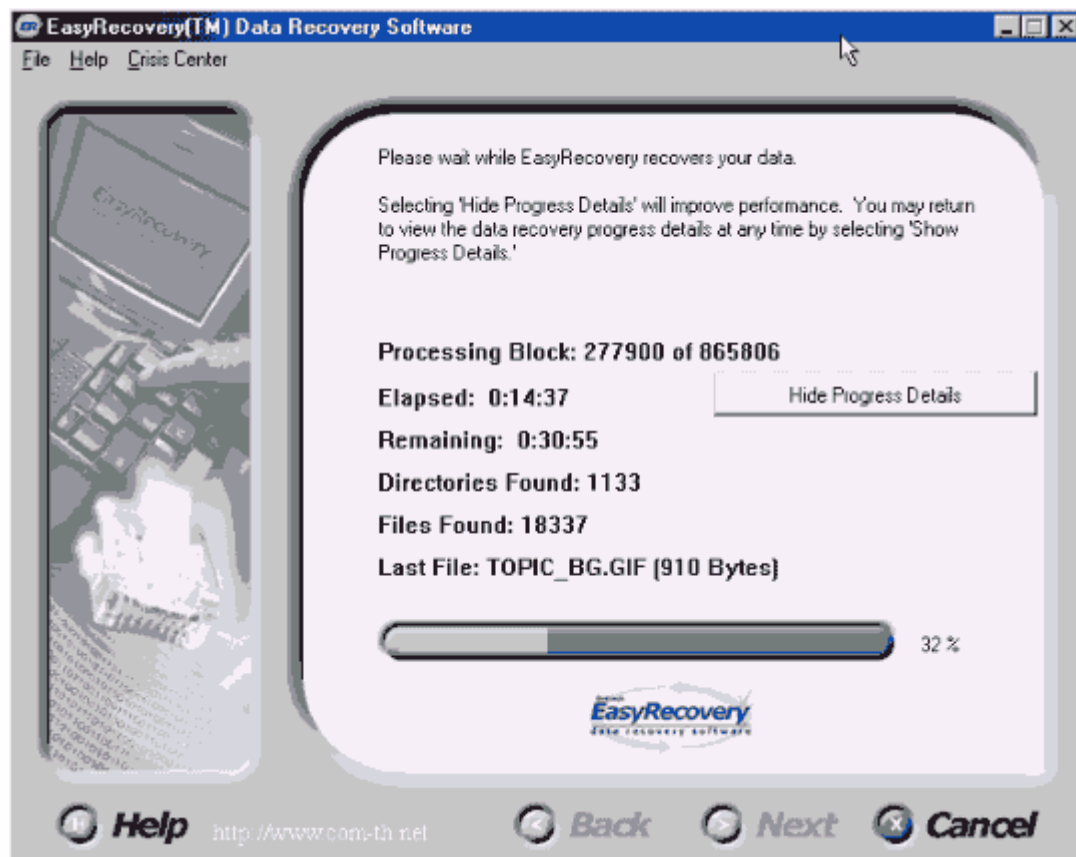 EasyRecovery(TM) Data Recovery Software
File Help Crisis Center
EasyRecovery
Please wait while EasyRecovery recovers your data.
Selecting 'Hide Progress Details' will improve performance. You may return
to view the data recovery progress details at any time by selecting 'Show
Progress Details.'
Processing Block: 277900 of 865806
Elapsed: 0:14:37
Hide Progress Details
Remaining: 0:30:55
Directories Found: 1133
Files Found: 18337
Last File: TOPIC_BG.GIF (910 Bytes)
32 %
EasyRecovery
data recovery software
Help http://www.com-th.net Back Next Cancel